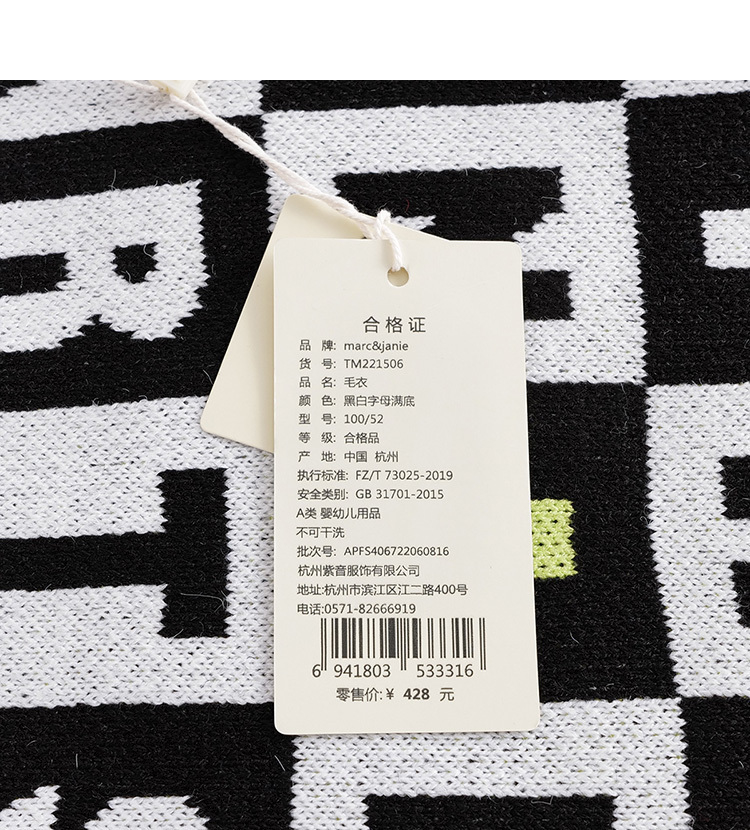 合格证
品 牌: marc&janie
货 号: TM221506
品 名: 毛衣
颜 色: 黑白字母满底
型 号: 100/52
等 级: 合格品
产 地: 中国 杭州
执行标准: FZ/T 73025-2019
安全类别: GB 31701-2015
A类 婴幼儿用品
不可干洗
批次号: APFS406722060816
杭州紫音服饰有限公司
地址:杭州市滨江区江二路400号
电话:0571-82666919
6 941803 533316
零售价:¥ 428 元